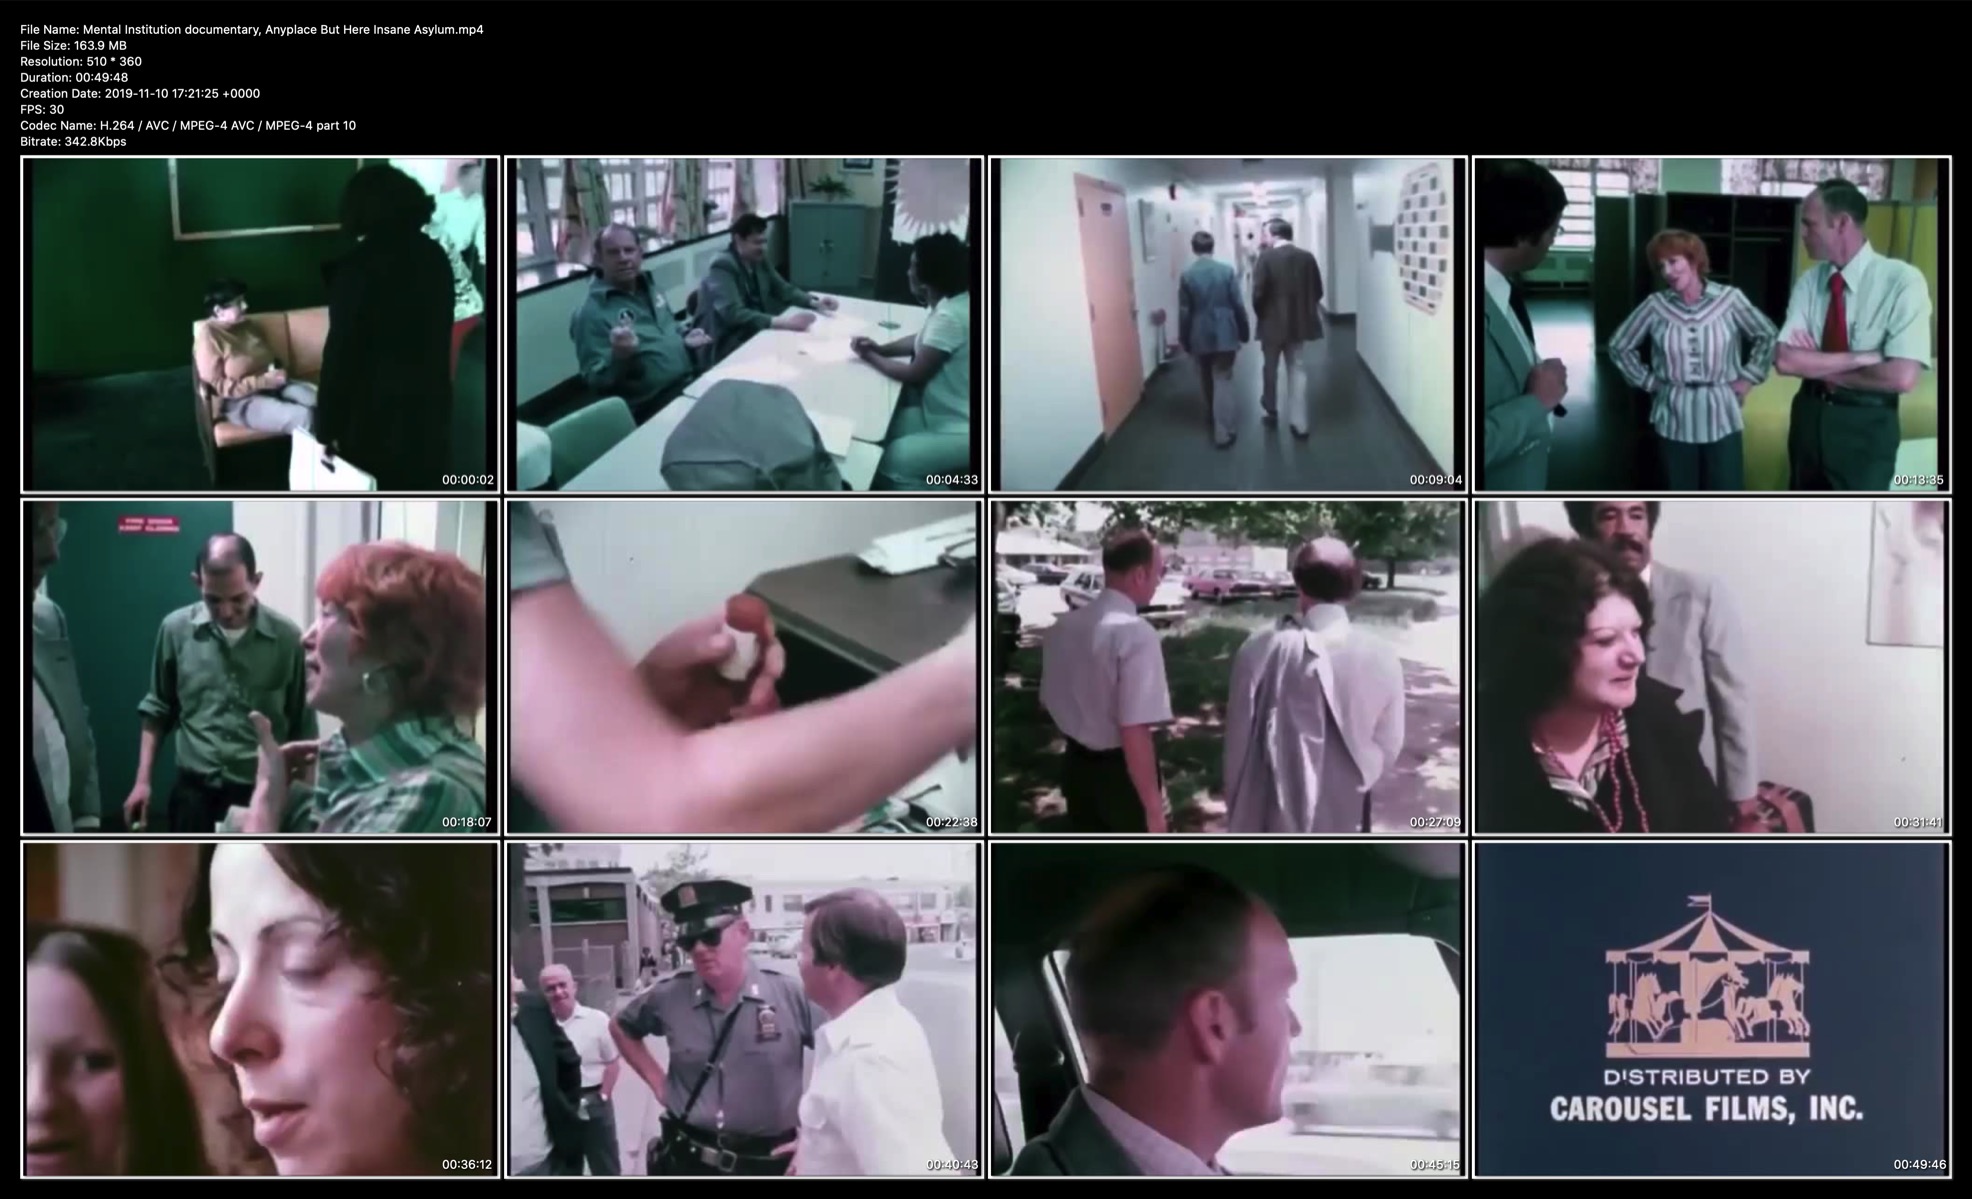 File Name: Mental Institution documentary, Anyplace But Here Insane Asylum.mp4
File Size: 163.9 MB
Resolution: 510 * 360
Duration: 00:49:48
Creation Date: 2019-11-10 17:21:25 +0000
FPS: 30
Codec Name: H.264 / AVC / MPEG-4 AVC / MPEG-4 part 10
Bitrate: 342.8Kbps
00:00:02
00:04:33
00:09:04
00:13:35
FIRE DOOR
KEEP CLOSED
00:18:07
00:22:38
00:27:09
00:31:41
00:36:12
00:40:43
00:45:15
DISTRIBUTED BY
CAROUSEL FILMS, INC.
00:49:46